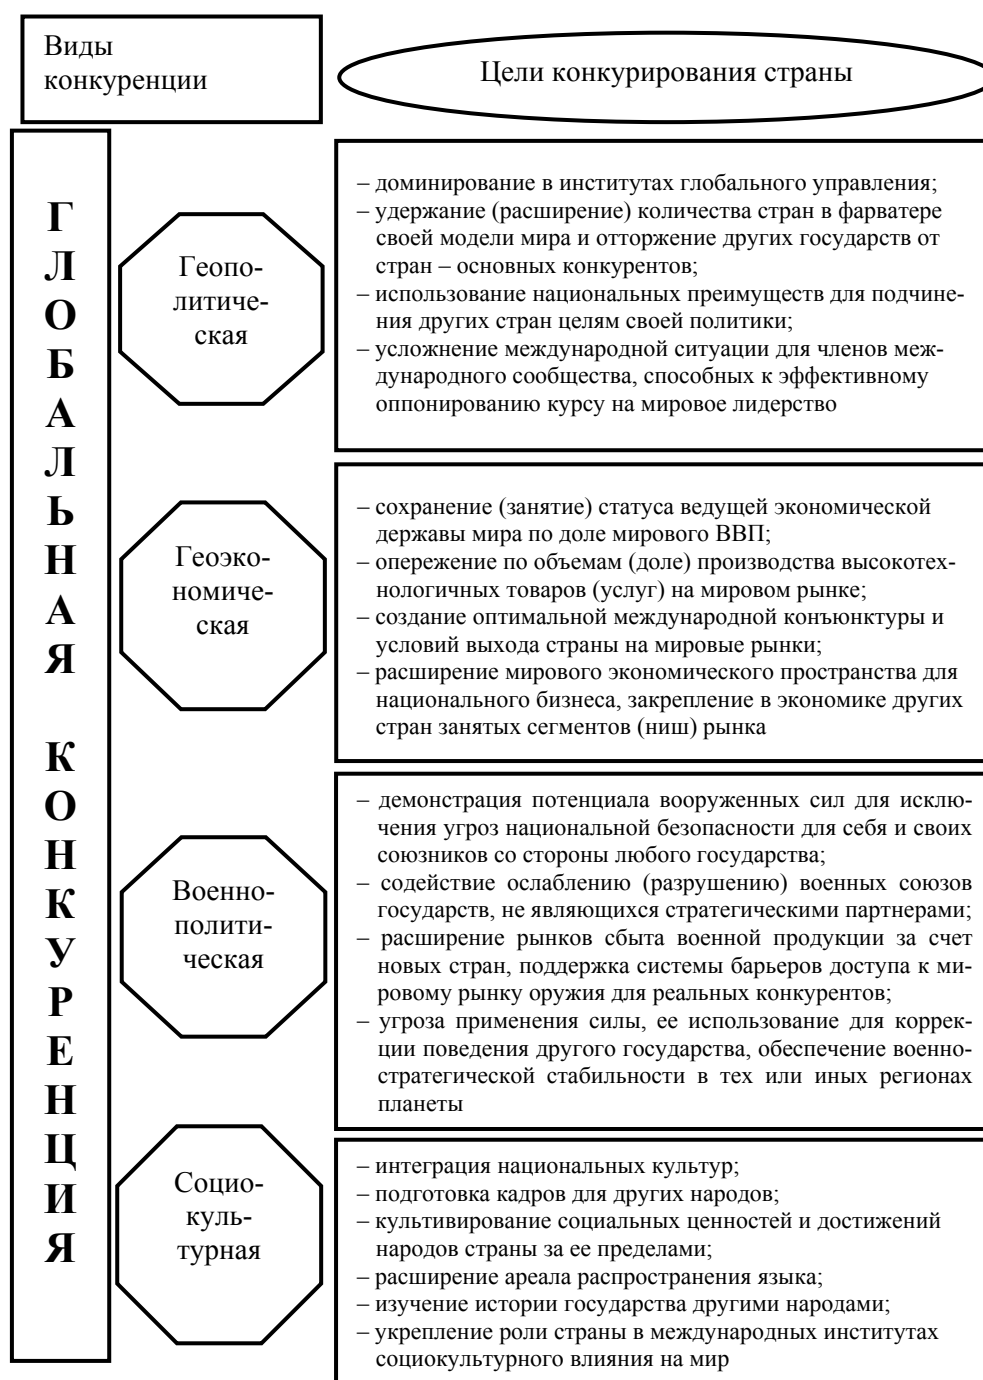 Виды
конкуренции
Цели конкурирования страны
ГЛОБАЛЬНАЯ КОНКУРЕНЦИЯ
Геопо-
литиче-
ская
– доминирование в институтах глобального управления;
– удержание (расширение) количества стран в фарватере
своей модели мира и отторжение других государств от
стран – основных конкурентов;
– использование национальных преимуществ для подчине-
ния других стран целям своей политики;
– усложнение международной ситуации для членов меж-
дународного сообщества, способных к эффективному
оппонированию курсу на мировое лидерство
Геоэко-
номиче-
ская
– сохранение (занятие) статуса ведущей экономической
державы мира по доле мирового ВВП;
– опережение по объемам (доле) производства высокотех-
нологичных товаров (услуг) на мировом рынке;
– создание оптимальной международной конъюнктуры и
условий выхода страны на мировые рынки;
– расширение мирового экономического пространства для
национального бизнеса, закрепление в экономике других
стран занятых сегментов (ниш) рынка
Военно-
полити-
ческая
– демонстрация потенциала вооруженных сил для исклю-
чения угроз национальной безопасности для себя и своих
союзников со стороны любого государства;
– содействие ослаблению (разрушению) военных союзов
государств, не являющихся стратегическими партнерами;
– расширение рынков сбыта военной продукции за счет
новых стран, поддержка системы барьеров доступа к ми-
ровому рынку оружия для реальных конкурентов;
– угроза применения силы, ее использование для коррек-
ции поведения другого государства, обеспечение военно-
стратегической стабильности в тех или иных регионах
планеты
Социо-
куль-
турная
– интеграция национальных культур;
– подготовка кадров для других народов;
– культивирование социальных ценностей и достижений
народов страны за ее пределами;
– расширение ареала распространения языка;
– изучение истории государства другими народами;
– укрепление роли страны в международных институтах
социокультурного влияния на мир